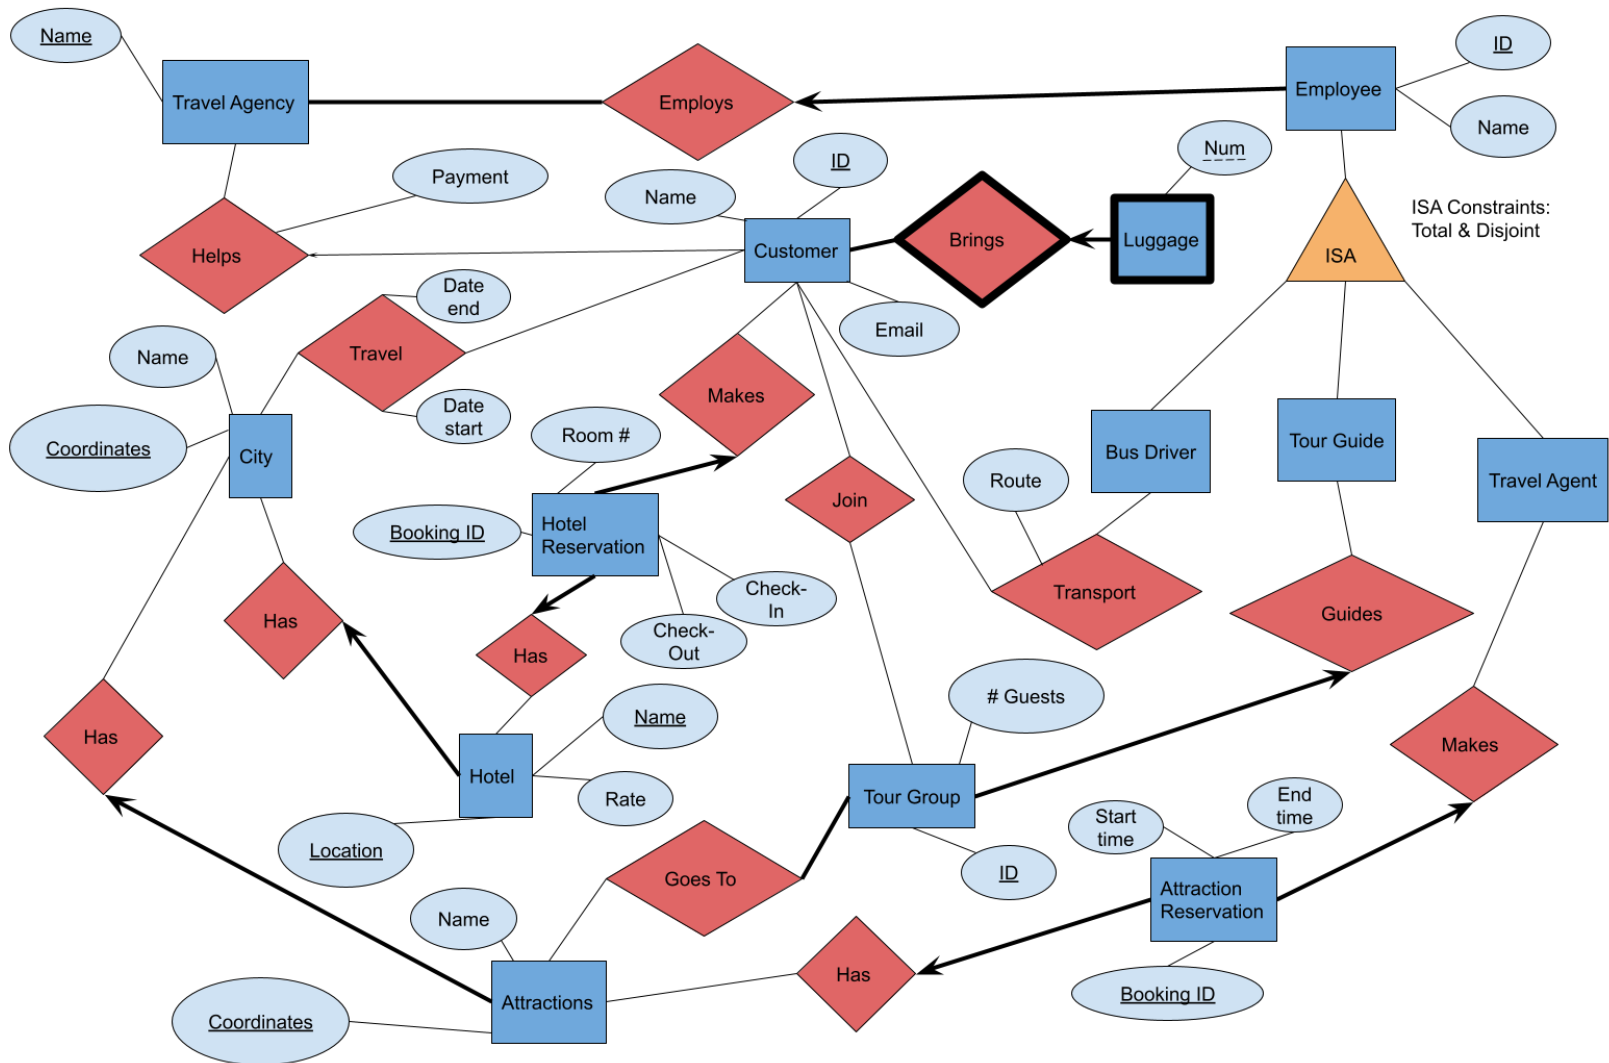 Name
Travel Agency
Employs
Employee
ID
Name
Payment
ID
Name
Num
Helps
Customer
Brings
Luggage
ISA
ISA Constraints:
Total & Disjoint
Date
end
Travel
Email
Name
Date
start
Makes
Coordinates
City
Room #
Bus Driver
Tour Guide
Travel Agent
Route
Join
Booking ID
Hotel
Reservation
Check-
In
Transport
Guides
Has
Check-
Out
Has
# Guests
Name
Has
Makes
Hotel
Rate
Tour Group
Start
time
End
time
Location
Goes To
ID
Attraction
Reservation
Name
Has
Attractions
Booking ID
Coordinates